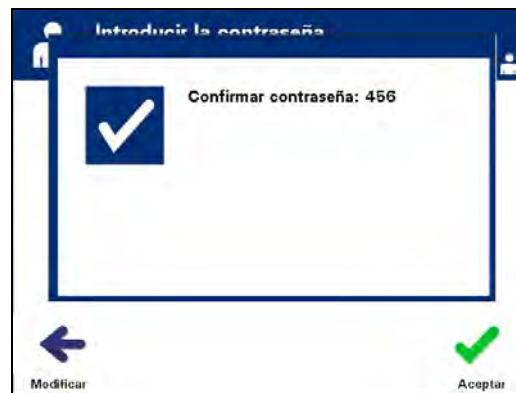 Introducir la contraseña
Confirmar contraseña: 456
Modificar
Aceptar